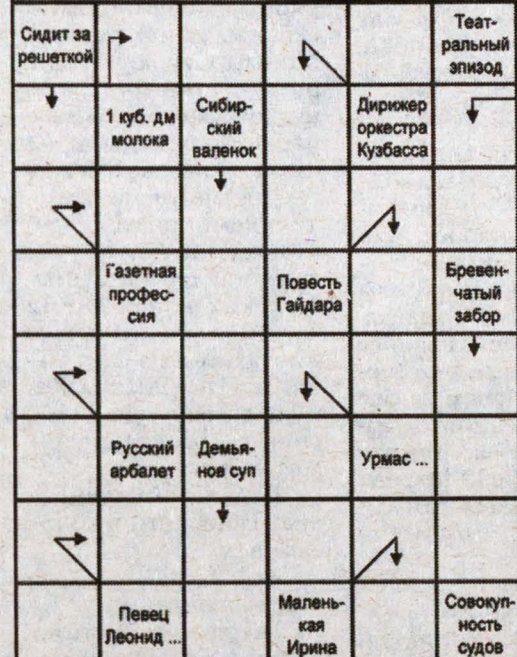 Сидит за
решеткой
Теат-
ральный
эпизод
1 куб. дм
молока
Сибир-
ский
валенок
Дирижер
оркестра
Кузбасса
Газетная
профес-
сия
Повесть
Гайдара
Бревен-
чатый
забор
Русский
арбалет
Демья-
нов суп
Урмас ...
Певец
Леонид ...
Малень-
кая
Ирина
Совокуп-
ность
судов